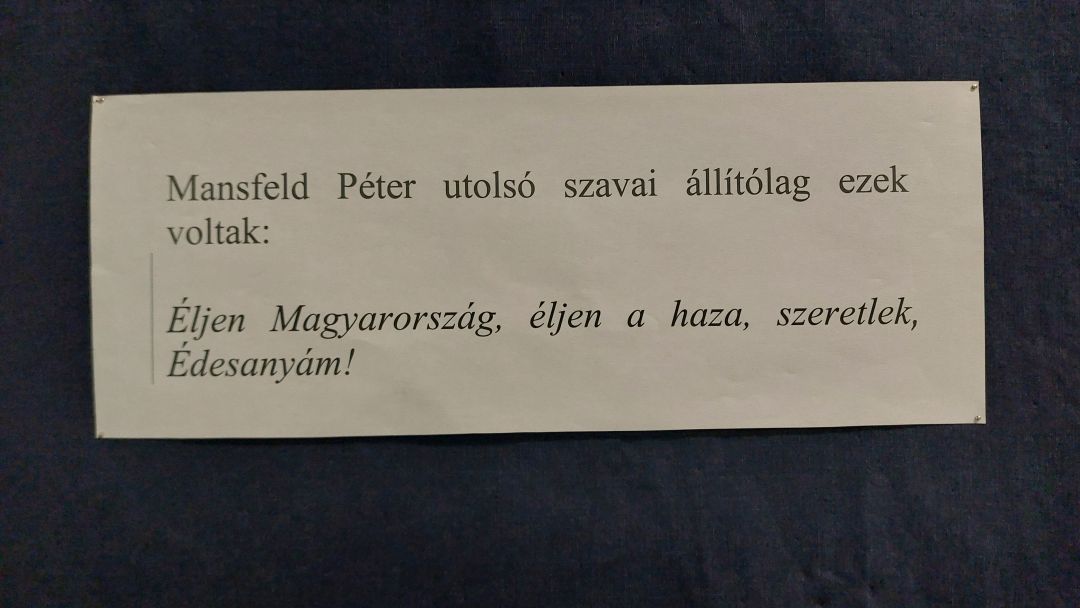 Mansfeld Péter utolsó szavai állítólag ezek
voltak:
Éljen Magyarország, éljen a haza, szeretlek,
Édesanyám!